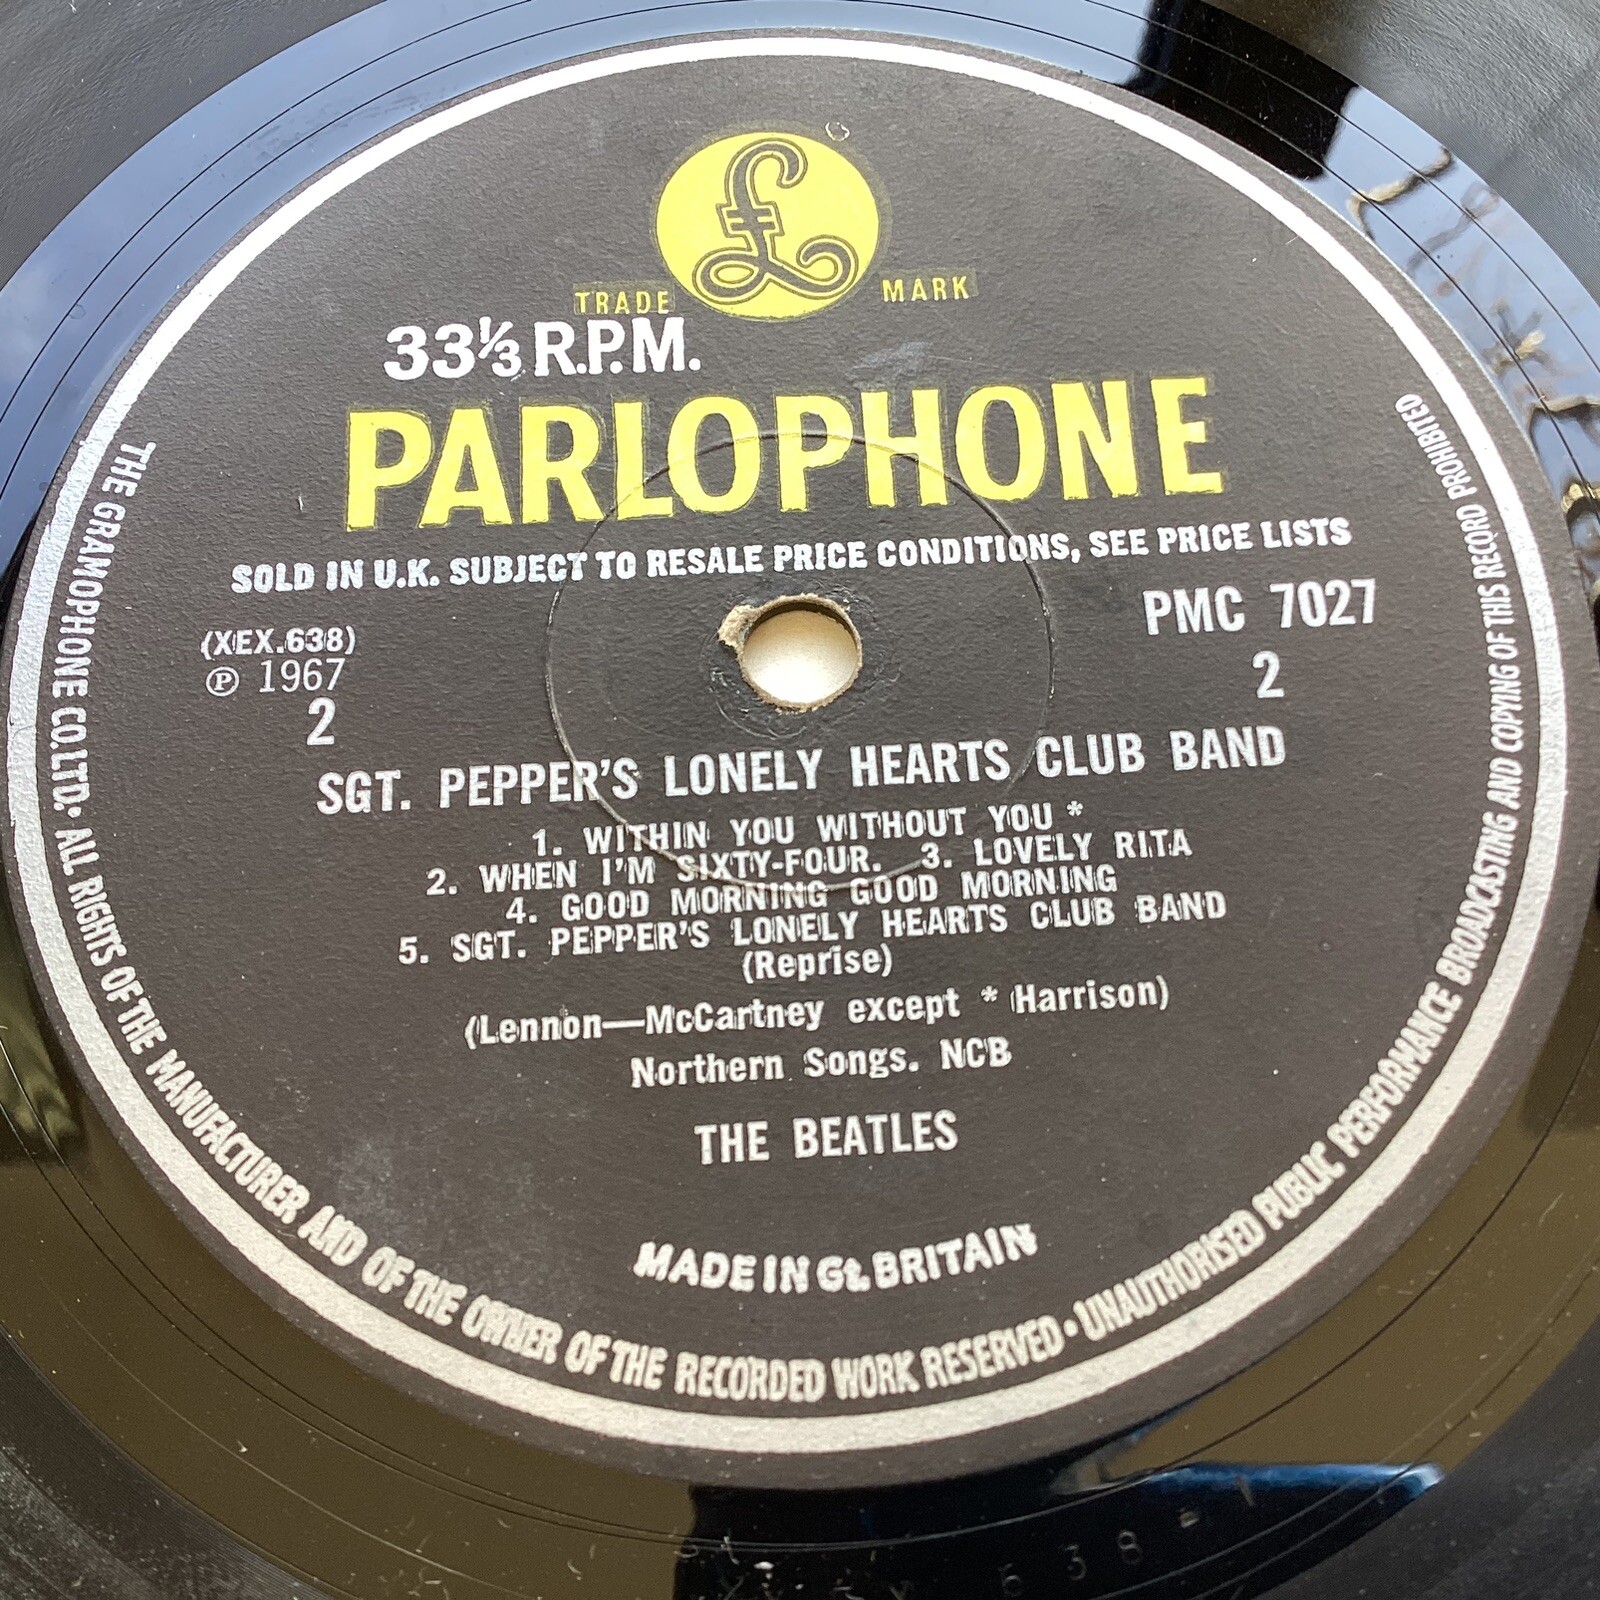 £
TRADE MARK
33⅓ R.P.M.
PARLOPHONE
SOLD IN U.K. SUBJECT TO RESALE PRICE CONDITIONS, SEE PRICE LISTS
(XEX.638)
℗ 1967
2
PMC 7027
2
SGT. PEPPER'S LONELY HEARTS CLUB BAND
1. WITHIN YOU WITHOUT YOU *
2. WHEN I'M SIXTY-FOUR. 3. LOVELY RITA
4. GOOD MORNING GOOD MORNING
5. SGT. PEPPER'S LONELY HEARTS CLUB BAND
(Reprise)
(Lennon—McCartney except * Harrison)
Northern Songs. NCB
THE BEATLES
MADE IN Gt. BRITAIN
THE GRAMOPHONE CO. LTD. • ALL RIGHTS OF THE MANUFACTURER AND OF THE OWNER OF THE RECORDED WORK RESERVED • UNAUTHORISED PUBLIC PERFORMANCE BROADCASTING AND COPYING OF THIS RECORD PROHIBITED
638-1